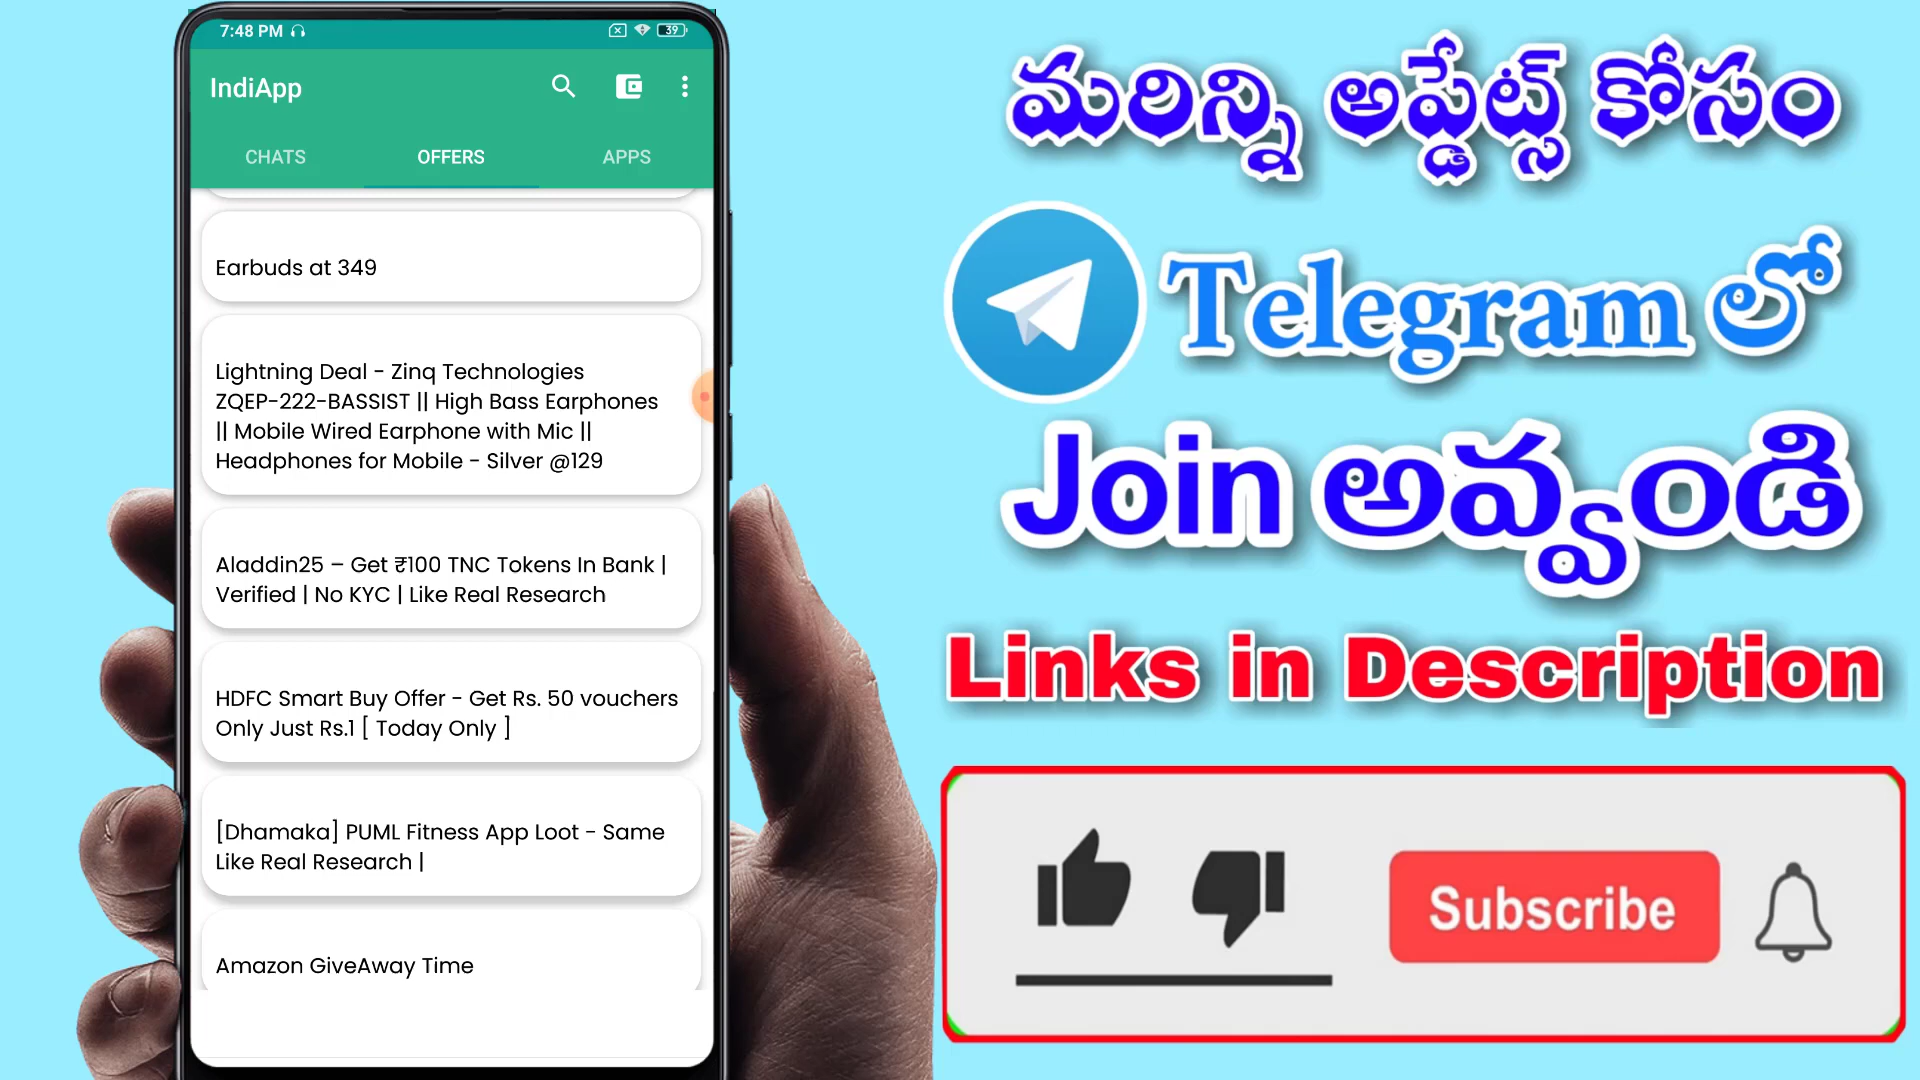 7:48 PM
39
IndiApp
CHATS OFFERS APPS
Earbuds at 349
Lightning Deal - Zinq Technologies
ZQEP-222-BASSIST || High Bass Earphones
|| Mobile Wired Earphone with Mic ||
Headphones for Mobile - Silver @129
Aladdin25 – Get ₹100 TNC Tokens In Bank |
Verified | No KYC | Like Real Research
HDFC Smart Buy Offer - Get Rs. 50 vouchers
Only Just Rs.1 [ Today Only ]
[Dhamaka] PUML Fitness App Loot - Same
Like Real Research |
Amazon GiveAway Time
మరిన్ని అప్డేట్స్ కోసం
Telegram లో
Join అవ్వండి
Links in Description
Subscribe